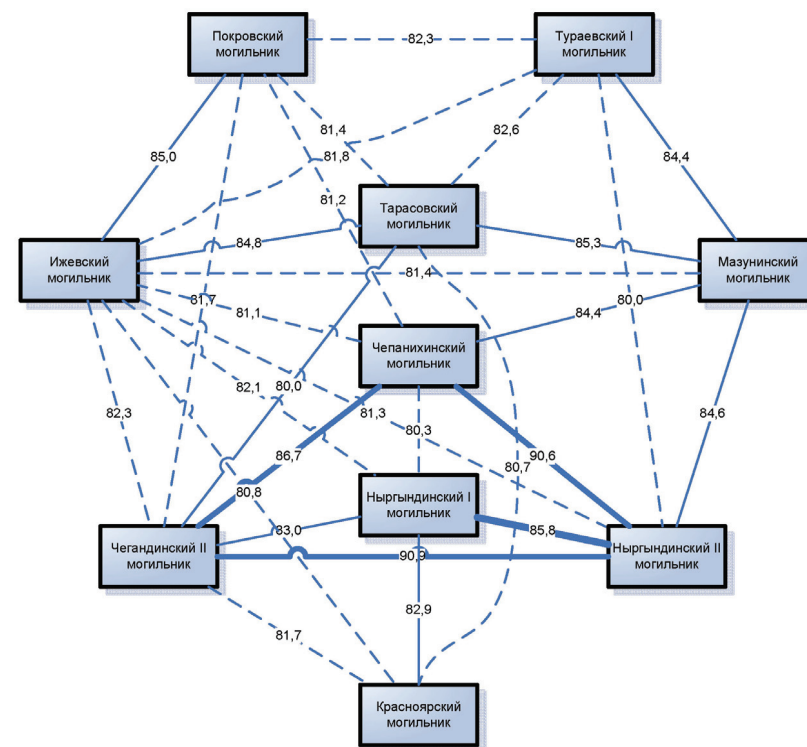 Покровский
могильник
82,3
Тураевский I
могильник
81,4
82,6
85,0
81,8
84,4
81,2
Тарасовский
могильник
84,8
85,3
Ижевский
могильник
81,4
Мазунинский
могильник
81,7
81,1
84,4
80,0
Чепанихинский
могильник
82,3
82,1
80,0
81,3
80,3
84,6
86,7
90,6
80,7
80,8
Ныргындинский I
могильник
83,0
85,8
Чегандинский II
могильник
90,9
Ныргындинский II
могильник
82,9
81,7
Красноярский
могильник